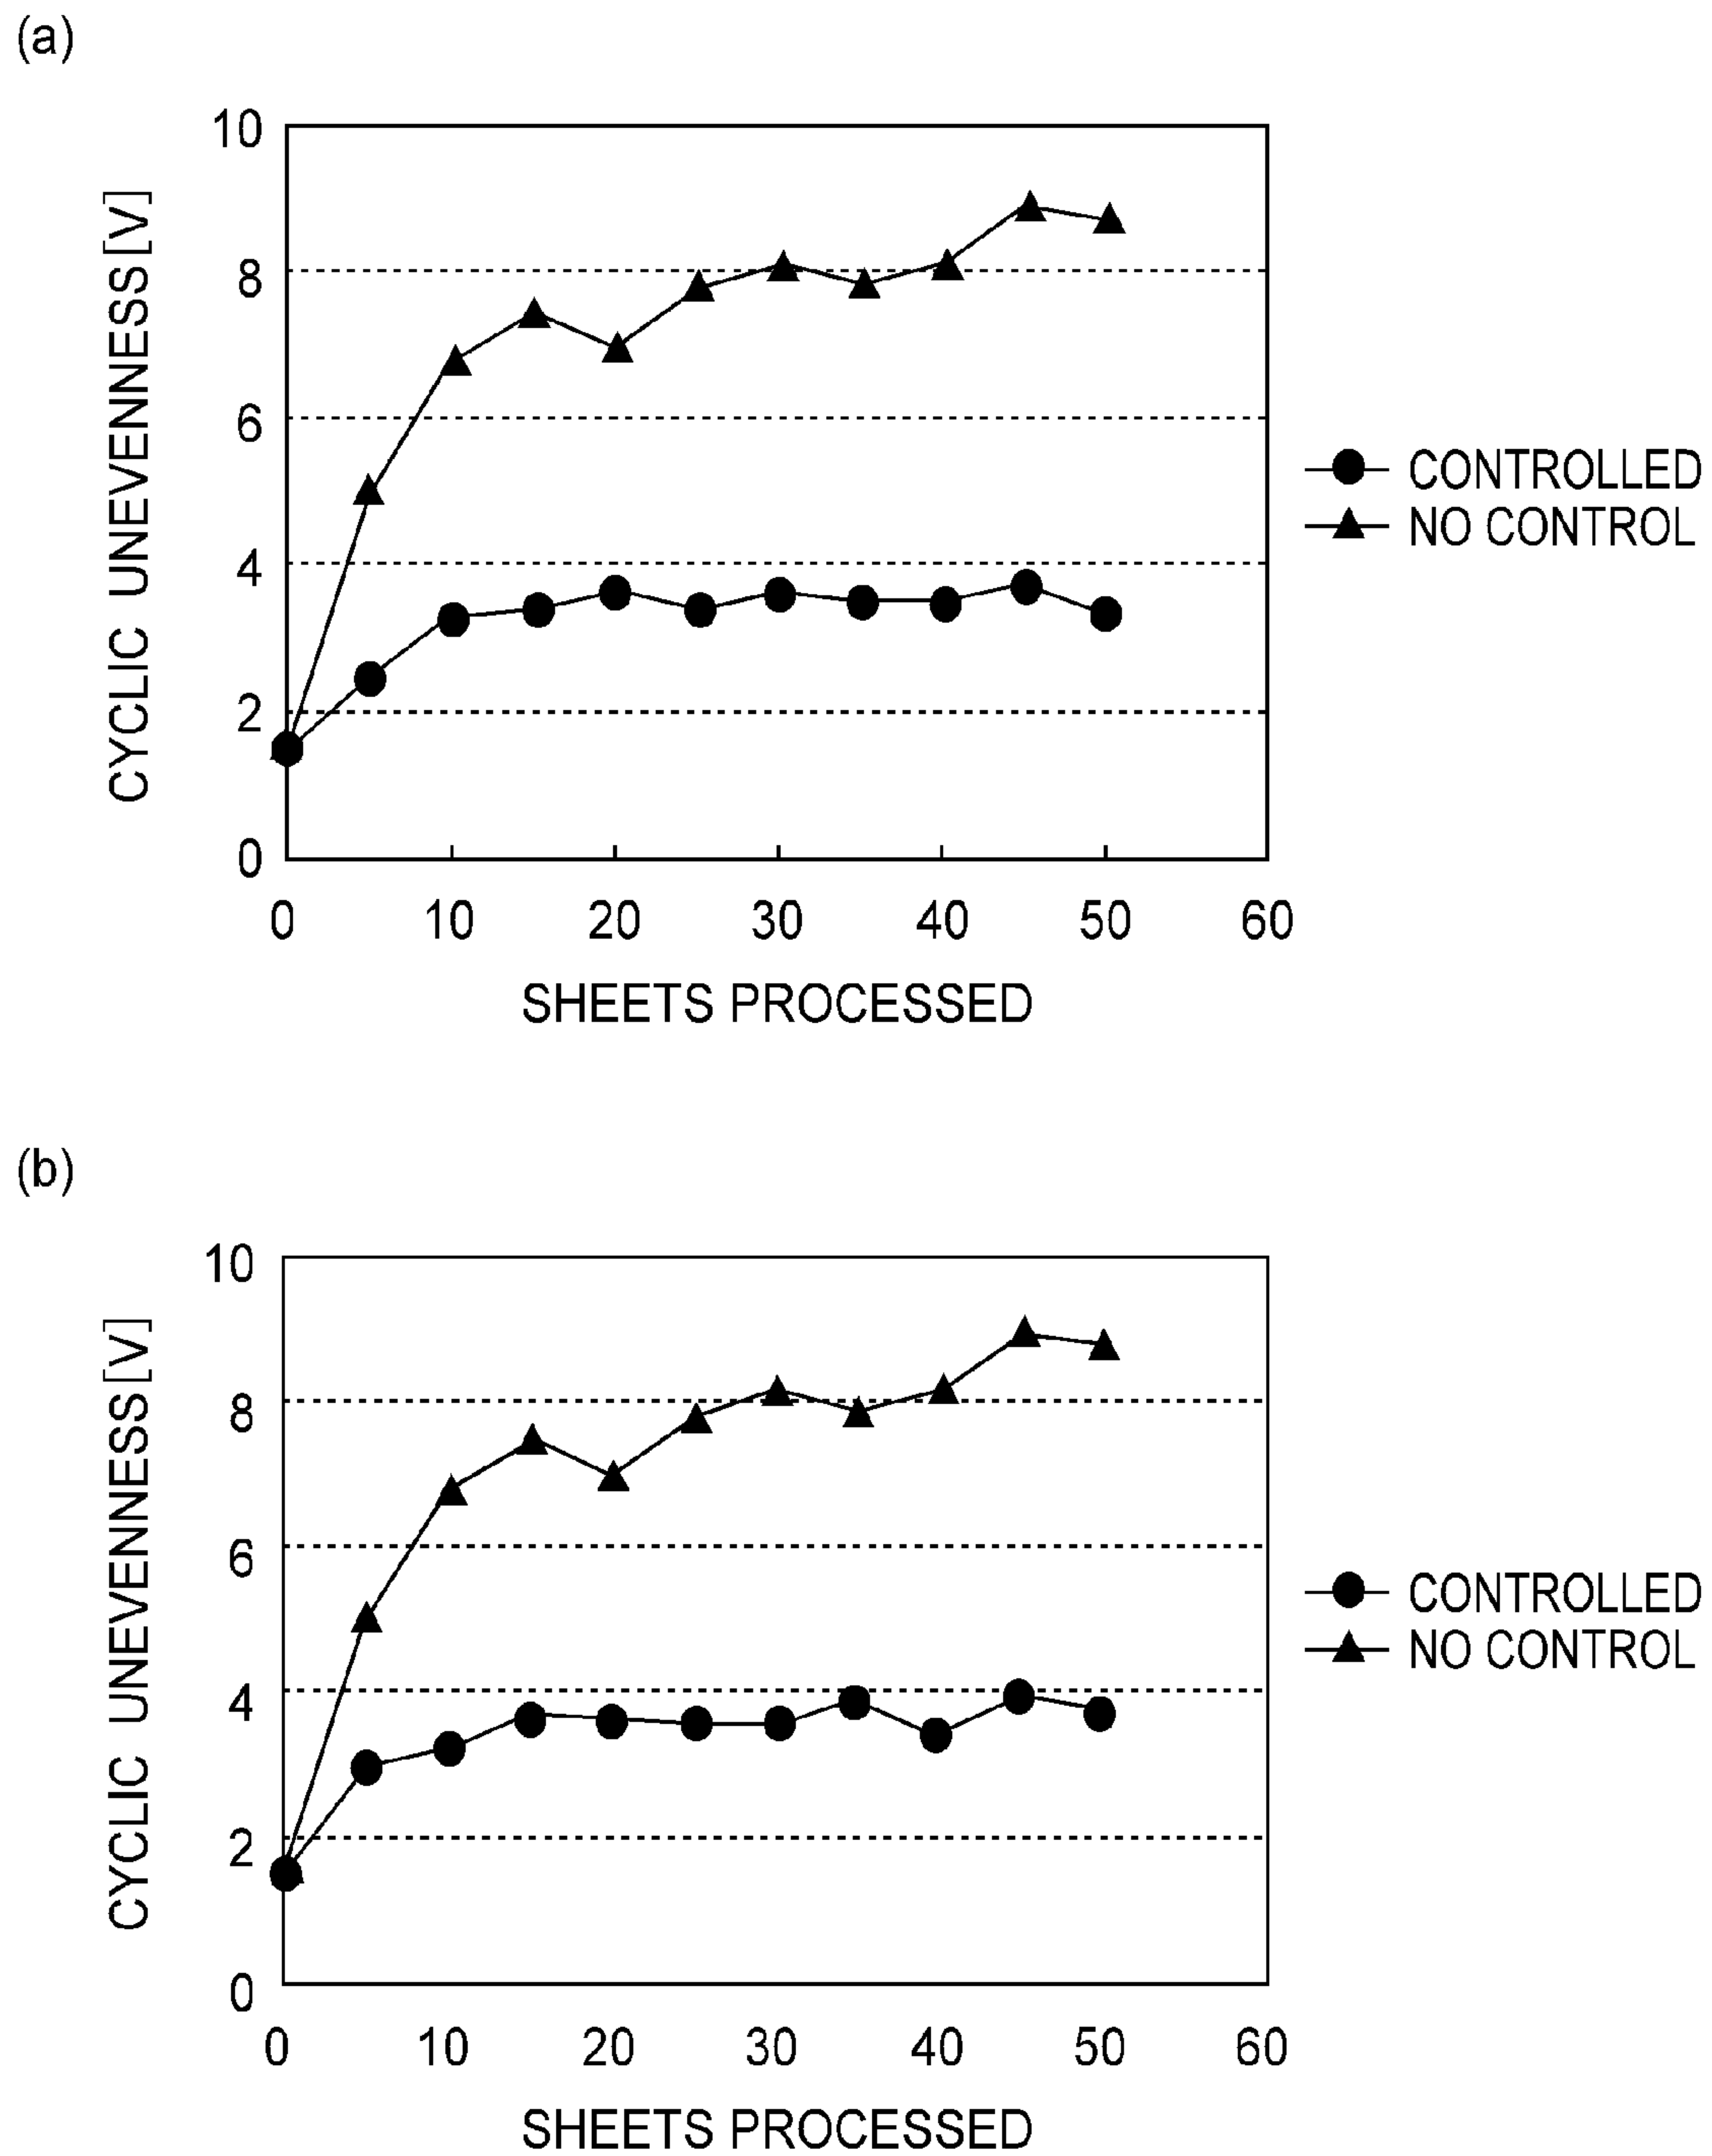 (a)
10
8
6
4
2
0
CYCLIC UNEVENNESS[V]
0 10 20 30 40 50 60
SHEETS PROCESSED
CONTROLLED
NO CONTROL
(b)
10
8
6
4
2
0
CYCLIC UNEVENNESS[V]
0 10 20 30 40 50 60
SHEETS PROCESSED
CONTROLLED
NO CONTROL